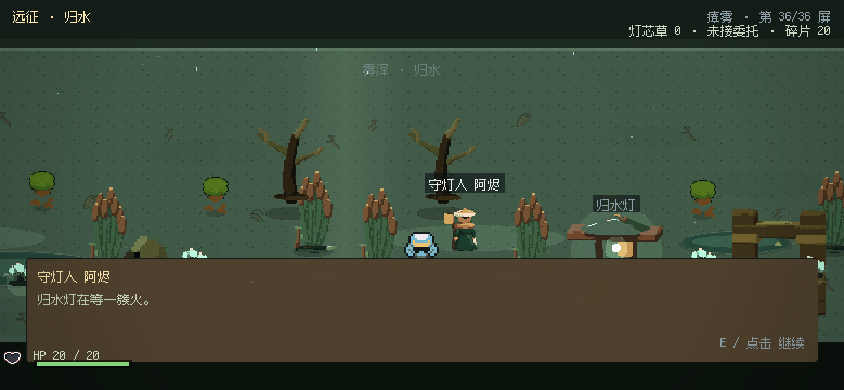 远征 · 归水
瘴雾 · 第 36/36 屏
灯芯草 0 · 未接委托 · 碎片 20
雾泽 · 归水
守灯人 阿烬
归水灯
守灯人 阿烬
归水灯在等一簇火。
E / 点击 继续
HP 20 / 20